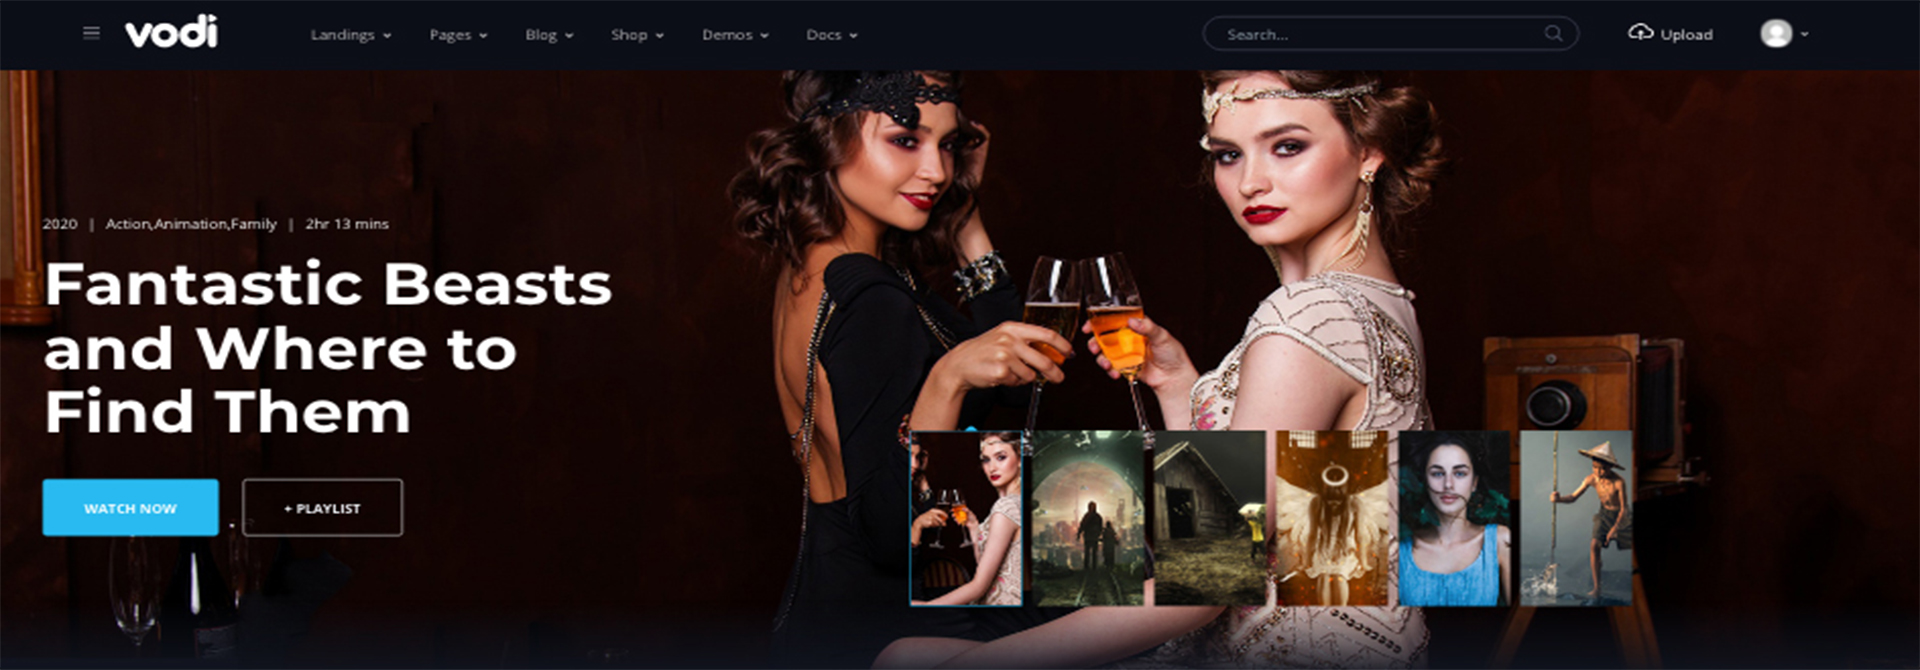 vodi
Landings Pages Blog Shop Demos Docs
Search...
Upload
2020 | Action,Animation,Family | 2hr 13 mins
Fantastic Beasts
and Where to
Find Them
WATCH NOW
+ PLAYLIST